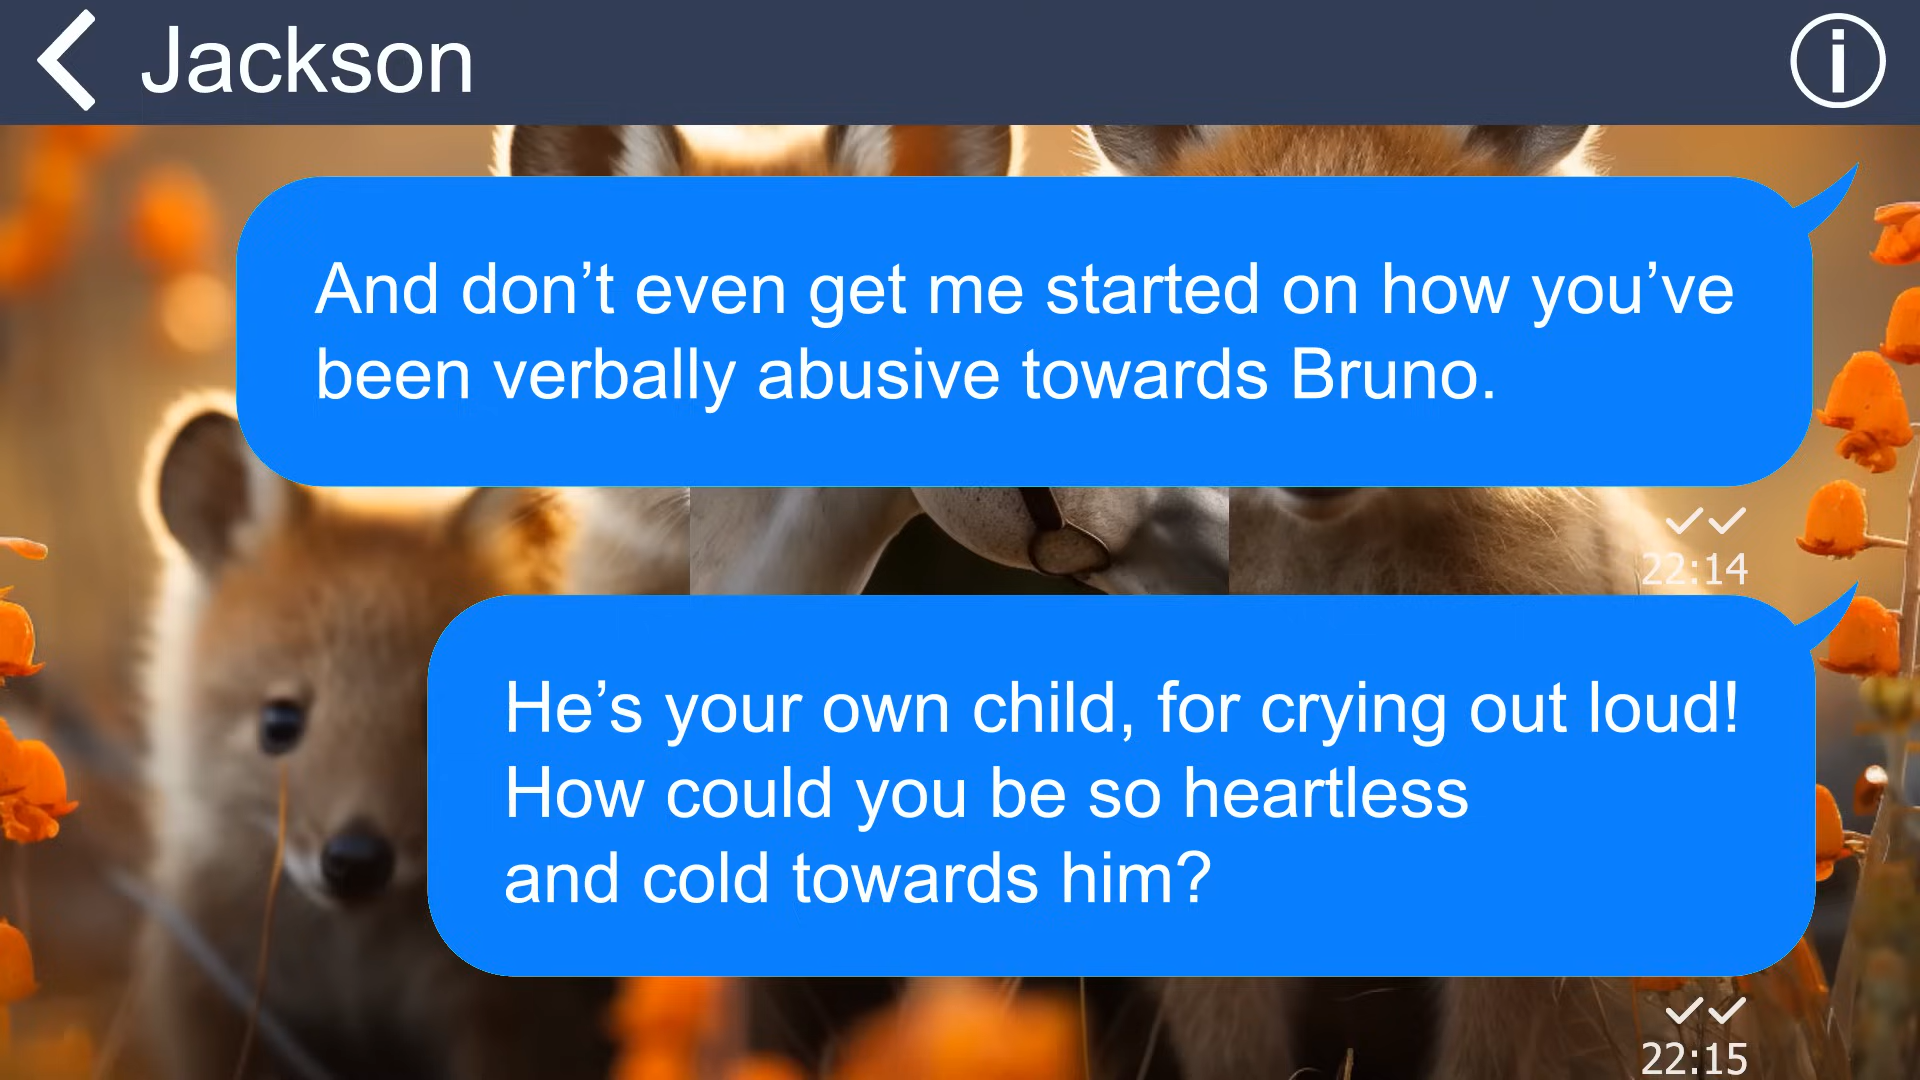 Jackson
And don’t even get me started on how you’ve
been verbally abusive towards Bruno.
22:14
He’s your own child, for crying out loud!
How could you be so heartless
and cold towards him?
22:15